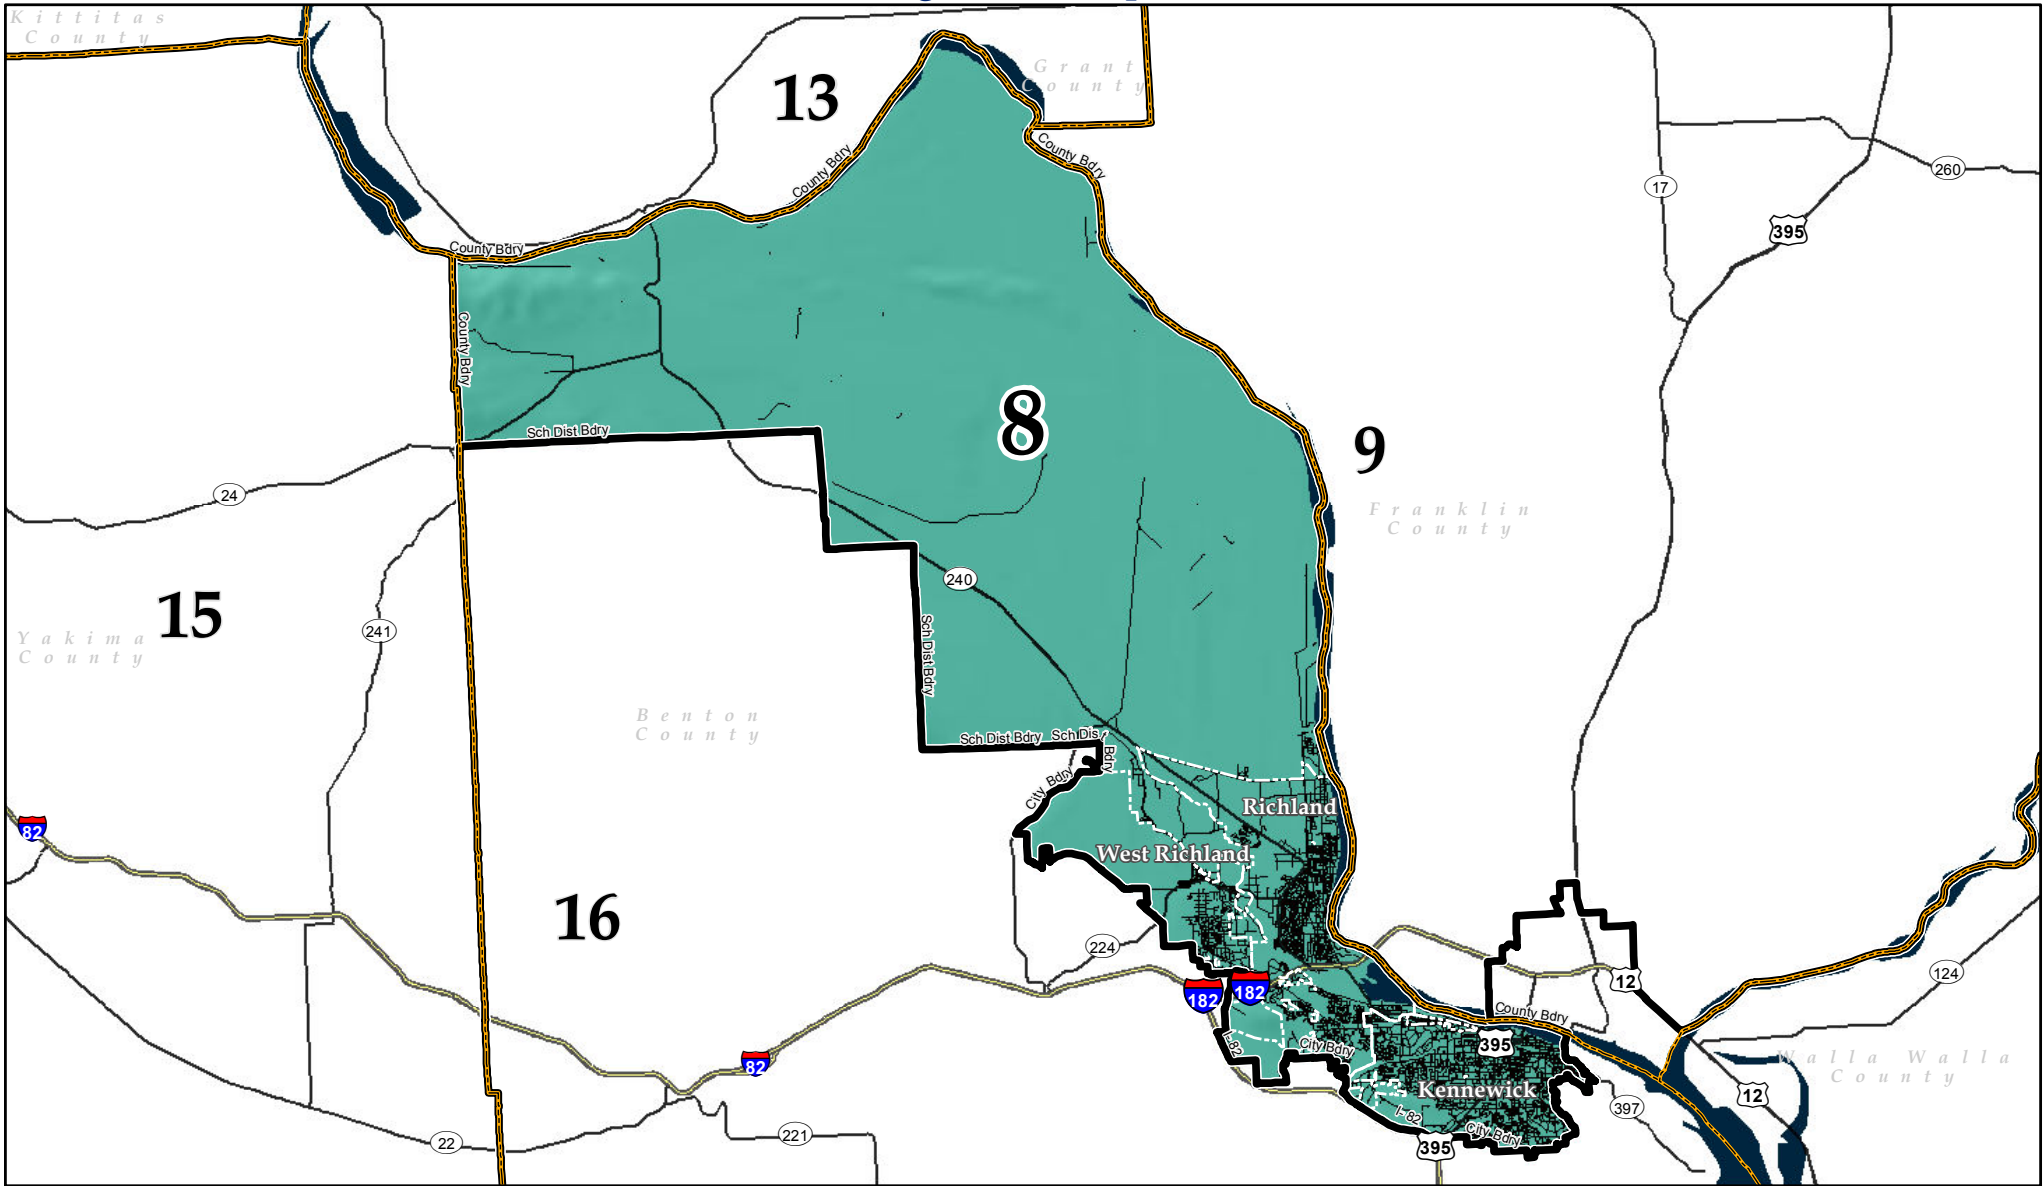 Kittitas
County
13
Grant
County
County Bdry
County Bdry
260
17
395
County Bdry
County Bdry
8
Sch Dist Bdry
9
24
Franklin
County
240
15
Yakima
County
241
Sch Dist Bdry
Benton
County
Sch Dist Bdry
Sch Dis
Bdry
City Bdry
Richland
82
West Richland
16
224
12
124
182
182
County Bdry
395
I-82
City Bdry
Walla Walla
County
82
Kennewick
12
397
I-82
City Bdry
22
221
395